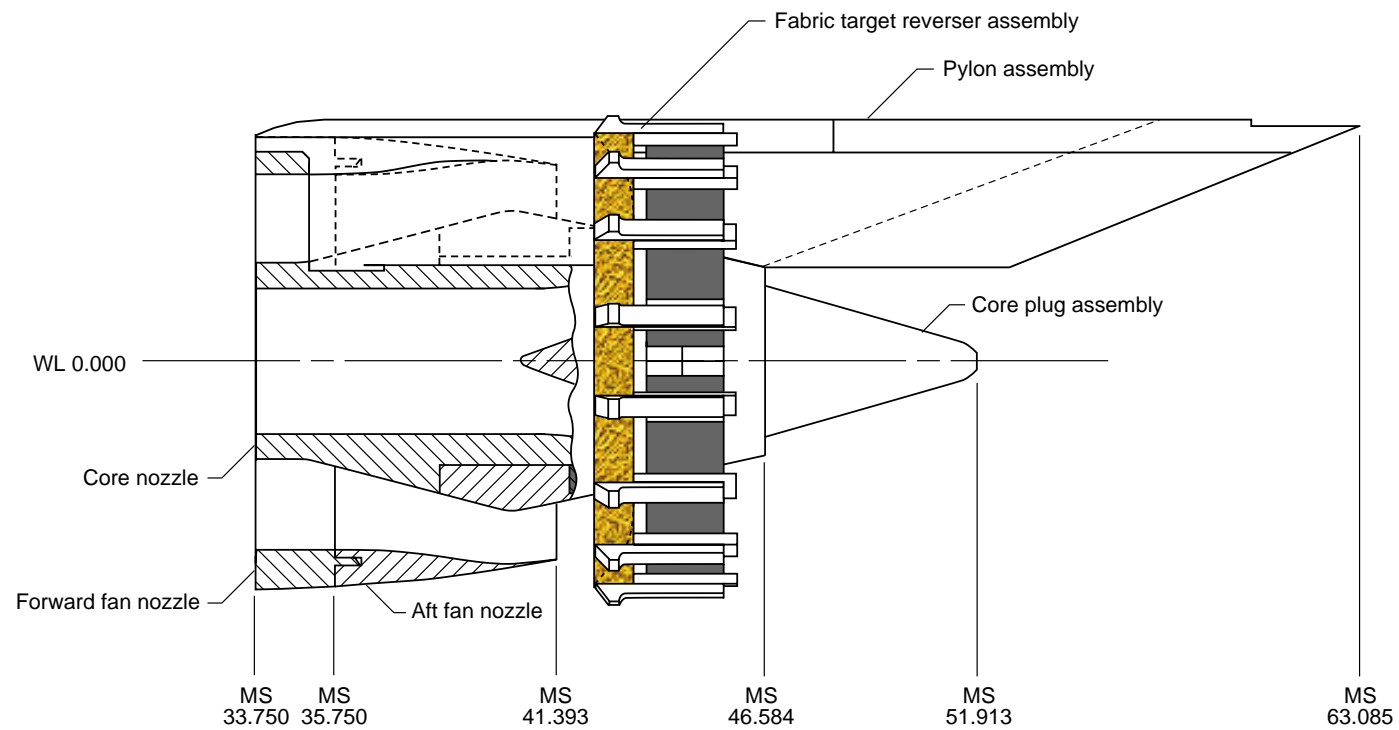 Fabric target reverser assembly
Pylon assembly
Core plug assembly
WL 0.000
Core nozzle
Forward fan nozzle
Aft fan nozzle
MS MS MS MS MS MS
33.750 35.750 41.393 46.584 51.913 63.085